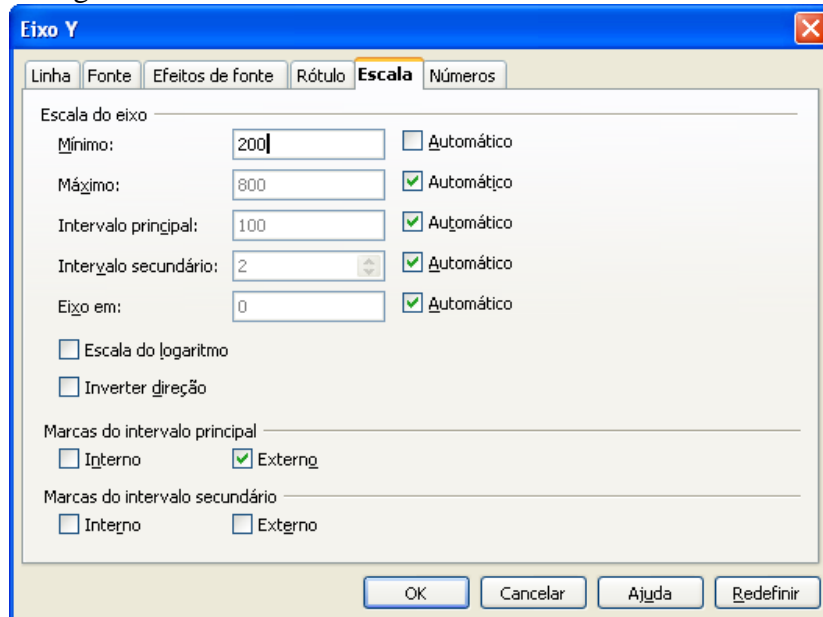 Eixo Y
Linha Fonte Efeitos de fonte Rótulo Escala Números
Escala do eixo
Mínimo: 200 Automático
Máximo: 800 Automático
Intervalo principal: 100 Automático
Intervalo secundário: 2 Automático
Eixo em: 0 Automático
Escala do logaritmo
Inverter direção
Marcas do intervalo principal
Interno Externo
Marcas do intervalo secundário
Interno Externo
OK Cancelar Ajuda Redefinir